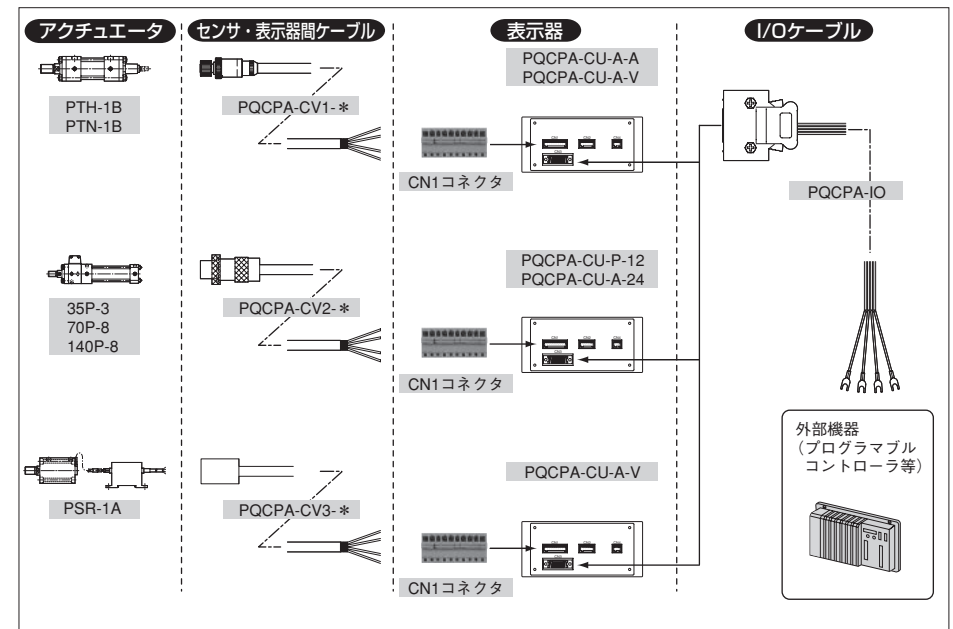 アクチュエータ
センサ・表示器間ケーブル
表示器
I/Oケーブル
PTH-1B
PTN-1B
PQCPA-CV1-＊
PQCPA-CU-A-A
PQCPA-CU-A-V
CN1コネクタ
PQCPA-IO
35P-3
70P-8
140P-8
PQCPA-CV2-＊
PQCPA-CU-P-12
PQCPA-CU-A-24
CN1コネクタ
PSR-1A
PQCPA-CV3-＊
PQCPA-CU-A-V
CN1コネクタ
外部機器
（プログラマブル
コントローラ等）